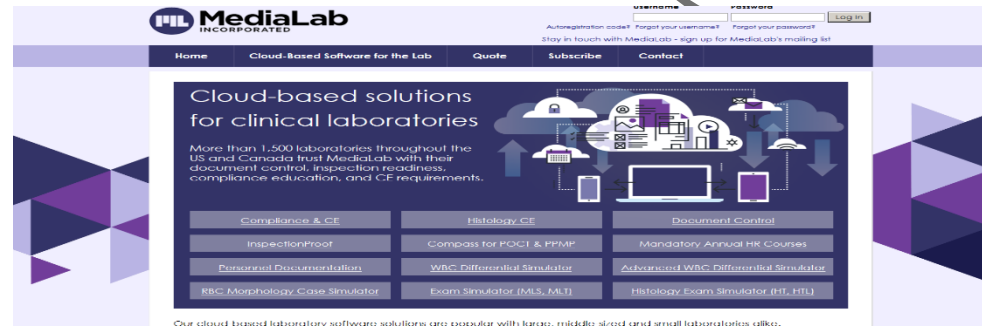 Username Password
MediaLab
INCORPORATED
Log In
Autoregistration code? Forgot your username? Forgot your password?
Stay in touch with MediaLab - sign up for MediaLab's mailing list
Home Cloud-Based Software for the Lab Quote Subscribe Contact
Cloud-based solutions
for clinical laboratories
More than 1,500 laboratories throughout the
US and Canada trust MediaLab with their
document control, inspection readiness,
compliance education, and CE requirements.
Compliance & CE Histology CE Document Control
InspectionProof Compass for POCT & PPMP Mandatory Annual HR Courses
Personnel Documentation WBC Differential Simulator Advanced WBC Differential Simulator
RBC Morphology Case Simulator Exam Simulator (MLS, MLT) Histology Exam Simulator (HT, HTL)
Our cloud based laboratory software solutions are popular with large, middle sized and small laboratories alike.